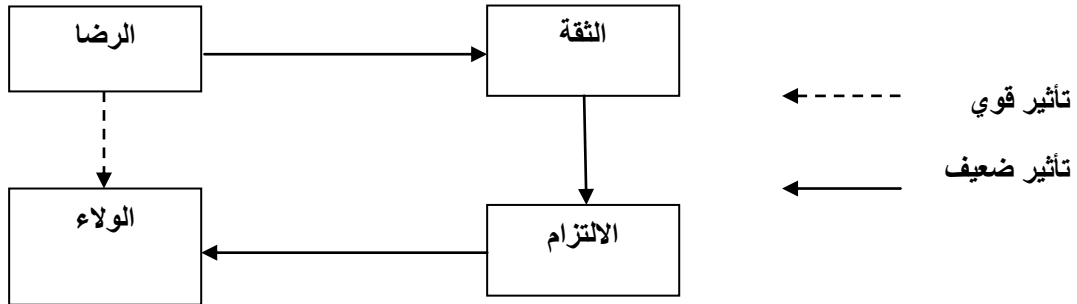 الرضا
الثقة
تأثير قوي
تأثير ضعيف
الولاء
الالتزام